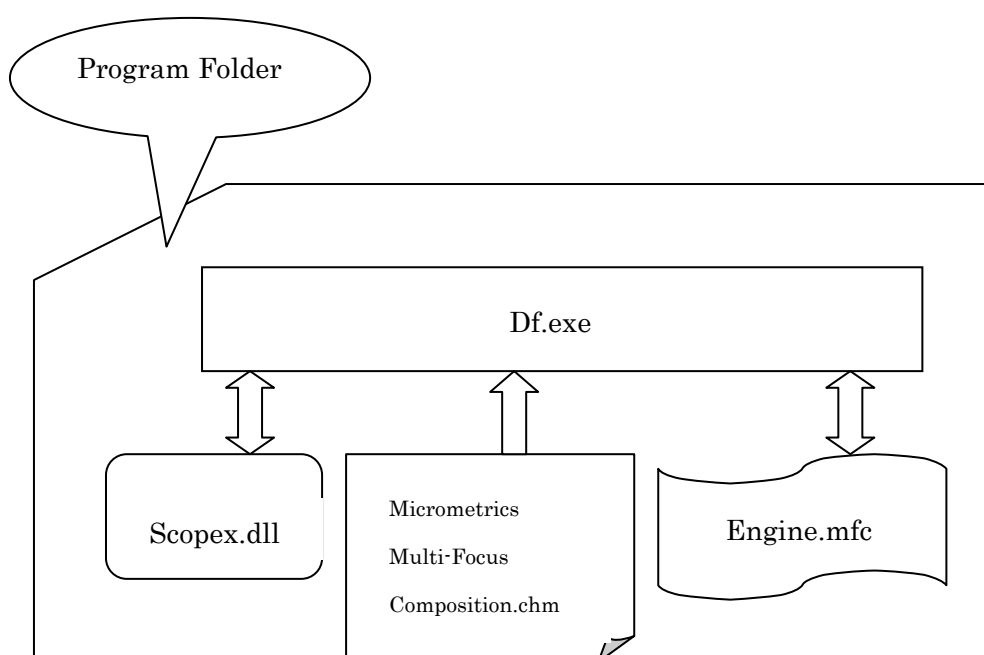 Program Folder
Df.exe
Scopex.dll
Micrometrics
Multi-Focus
Composition.chm
Engine.mfc